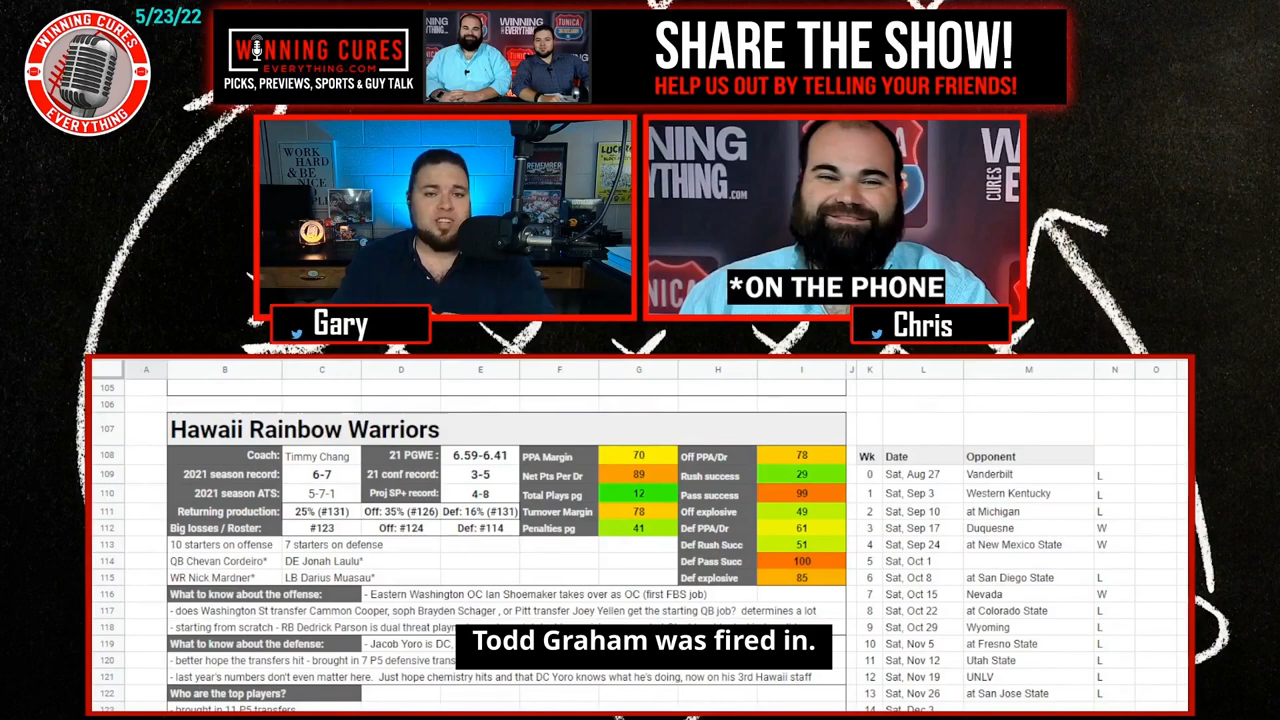 5/23/22
WINNING CURES
EVERYTHING
WINNING CURES
EVERYTHING.COM
PICKS, PREVIEWS, SPORTS & GUY TALK
SHARE THE SHOW!
HELP US OUT BY TELLING YOUR FRIENDS!
WORK
HARD
& BE
NICE
REMEMBER
NING
YTHING.COM
CURES
TUNICA
*ON THE PHONE
Gary
Chris
A B C D E F G H I J K L M N O
105
106
107 Hawaii Rainbow Warriors
108 Coach: Timmy Chang 21 PGWE : 6.59-6.41 PPA Margin 70 Off PPA/Dr 78 Wk Date Opponent
109 2021 season record: 6-7 21 conf record: 3-5 Net Pts Per Dr 89 Rush success 29 0 Sat, Aug 27 Vanderbilt L
110 2021 season ATS: 5-7-1 Proj SP+ record: 4-8 Total Plays pg 12 Pass success 99 1 Sat, Sep 3 Western Kentucky L
111 Returning production: 25% (#131) Off: 35% (#126) Def: 16% (#131) Turnover Margin 78 Off explosive 49 2 Sat, Sep 10 at Michigan L
112 Big losses / Roster: #123 Off: #124 Def: #114 Penalties pg 41 Def PPA/Dr 61 3 Sat, Sep 17 Duquesne W
113 10 starters on offense 7 starters on defense Def Rush Succ 51 4 Sat, Sep 24 at New Mexico State W
114 QB Chevan Cordeiro* DE Jonah Laulu* Def Pass Succ 100 5 Sat, Oct 1
115 WR Nick Mardner* LB Darius Muasau* Def explosive 85 6 Sat, Oct 8 at San Diego State L
116 What to know about the offense: - Eastern Washington OC Ian Shoemaker takes over as OC (first FBS job) 7 Sat, Oct 15 Nevada W
117 - does Washington St transfer Cammon Cooper, soph Brayden Schager , or Pitt transfer Joey Yellen get the starting QB job? determines a lot 8 Sat, Oct 22 at Colorado State L
118 - starting from scratch - RB Dedrick Parson is dual threat 9 Sat, Oct 29 Wyoming L
119 What to know about the defense: - Jacob Yoro is DC, 10 Sat, Nov 5 at Fresno State L
120 - better hope the transfers hit - brought in 7 P5 defensive 11 Sat, Nov 12 Utah State L
121 - last year's numbers don't even matter here. Just hope chemistry hits and that DC Yoro knows what he's doing, now on his 3rd Hawaii staff 12 Sat, Nov 19 UNLV L
122 Who are the top players? 13 Sat, Nov 26 at San Jose State L
123 - brought in 11 P5 transfers 14 Sat, Dec 3
Todd Graham was fired in.